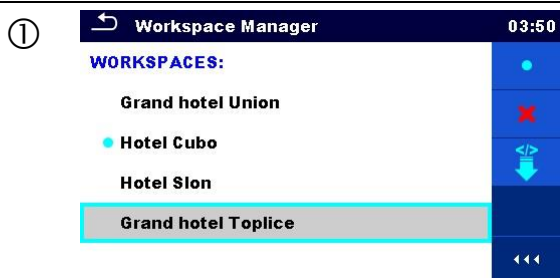 ①
Workspace Manager 03:50
WORKSPACES:
Grand hotel Union
Hotel Cubo
Hotel Slon
Grand hotel Toplice